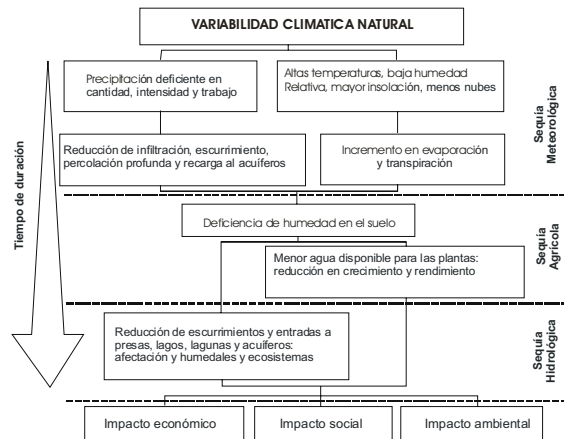 VARIABILIDAD CLIMATICA NATURAL
Precipitación deficiente en
cantidad, intensidad y trabajo
Altas temperaturas, baja humedad
Relativa, mayor insolación, menos nubes
Reducción de infiltración, escurrimiento,
percolación profunda y recarga al acuíferos
Incremento en evaporación
y transpiración
Sequía
Meteorológica
Tiempo de duración
Deficiencia de humedad en el suelo
Menor agua disponible para las plantas:
reducción en crecimiento y rendimiento
Sequía
Agrícola
Reducción de escurrimientos y entradas a
presas, lagos, lagunas y acuíferos:
afectación y humedales y ecosistemas
Sequía
Hidrológica
Impacto económico
Impacto social
Impacto ambiental